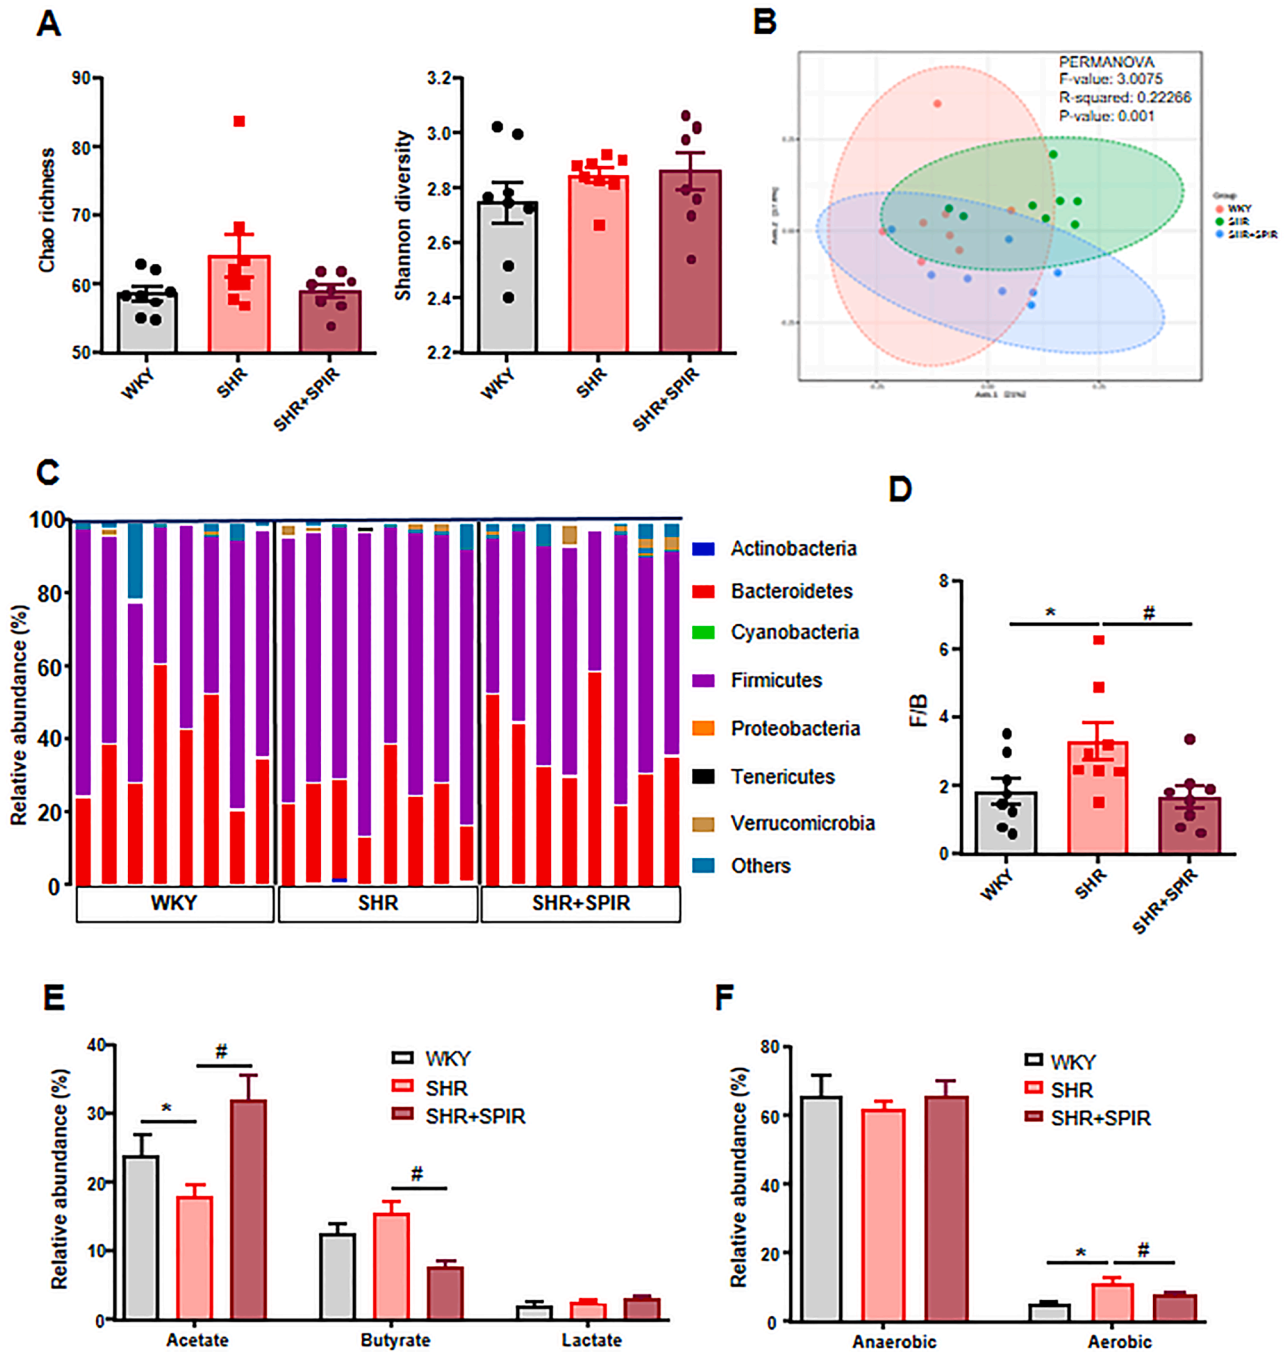 A
90
80
70
60
50
Chao richness
WKY
SHR
SHR+SPIR
3.2
3.0
2.8
2.6
2.4
2.2
Shannon diversity
WKY
SHR
SHR+SPIR
B
PERMANOVA
F-value: 3.0075
R-squared: 0.22266
P-value: 0.001
Group
WKY
SHR
SHR+SPIR
C
100
80
60
40
20
0
Relative abundance (%)
WKY
SHR
SHR+SPIR
Actinobacteria
Bacteroidetes
Cyanobacteria
Firmicutes
Proteobacteria
Tenericutes
Verrucomicrobia
Others
D
8
6
4
2
0
F/B
*
#
WKY
SHR
SHR+SPIR
E
40
30
20
10
0
Relative abundance (%)
WKY
SHR
SHR+SPIR
*
#
#
Acetate
Butyrate
Lactate
F
80
60
40
20
0
Relative abundance (%)
WKY
SHR
SHR+SPIR
*
#
Anaerobic
Aerobic